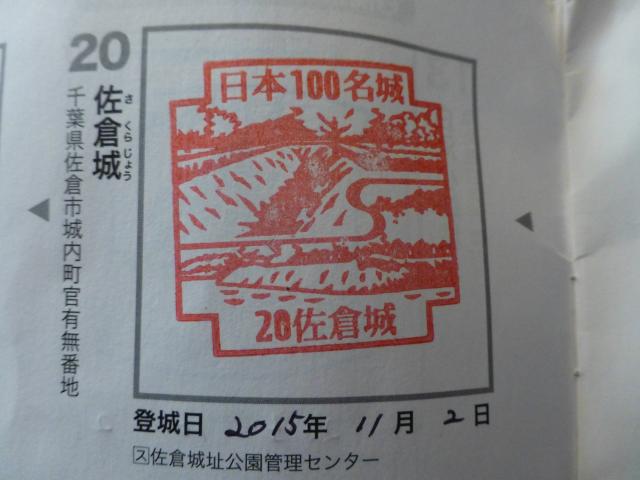 20
佐倉城
さくらじょう
千葉県佐倉市城内町官有無番地
日本100名城
20佐倉城
登城日 2015年 11月 2日
ス佐倉城址公園管理センター